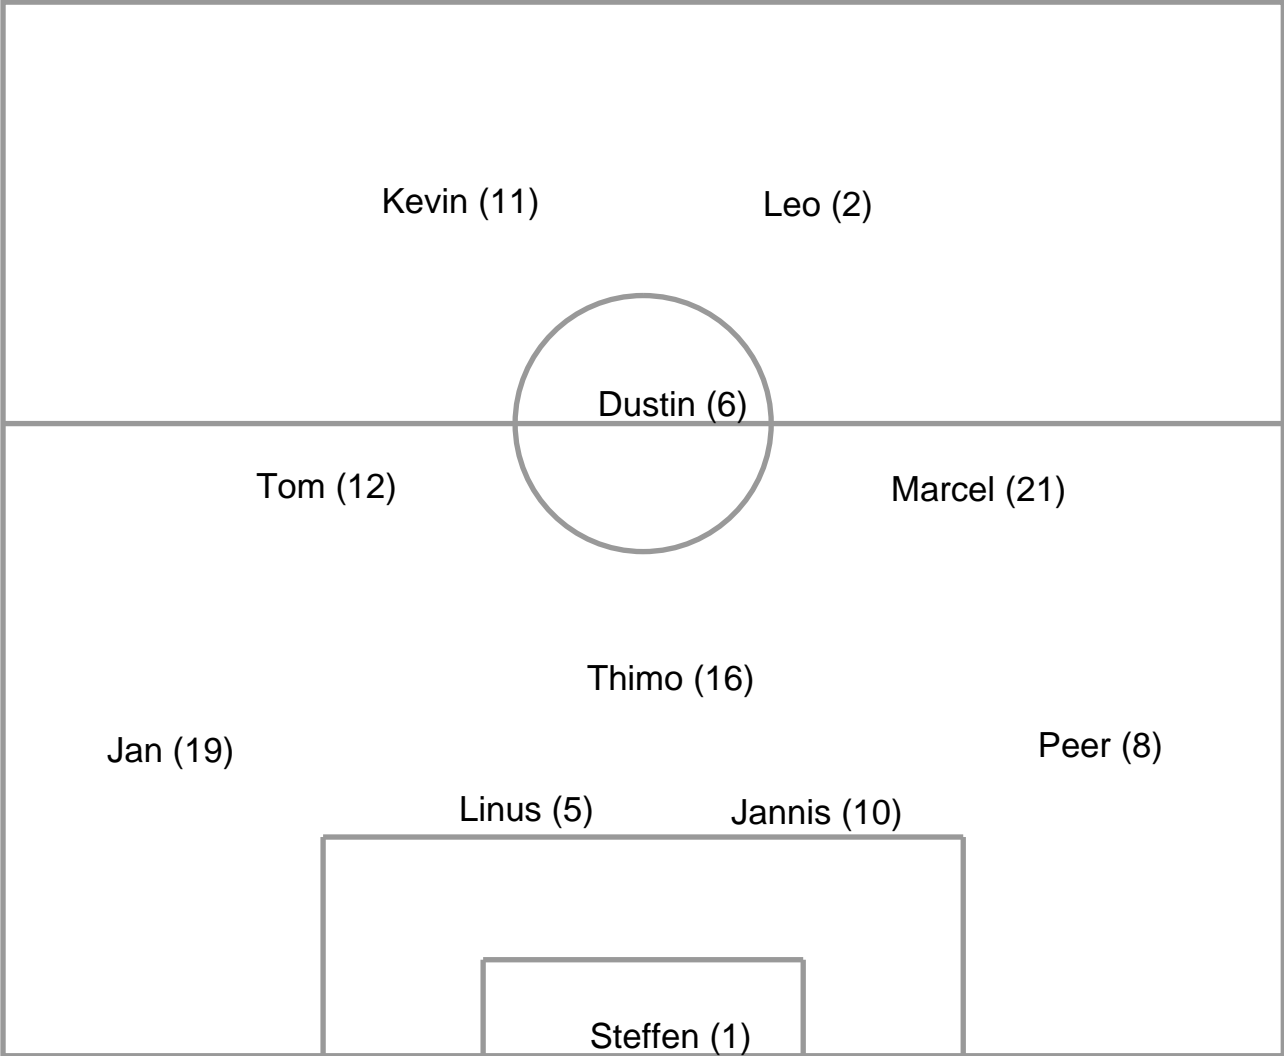 Kevin (11)
Leo (2)
Dustin (6)
Tom (12)
Marcel (21)
Thimo (16)
Jan (19)
Peer (8)
Linus (5)
Jannis (10)
Steffen (1)